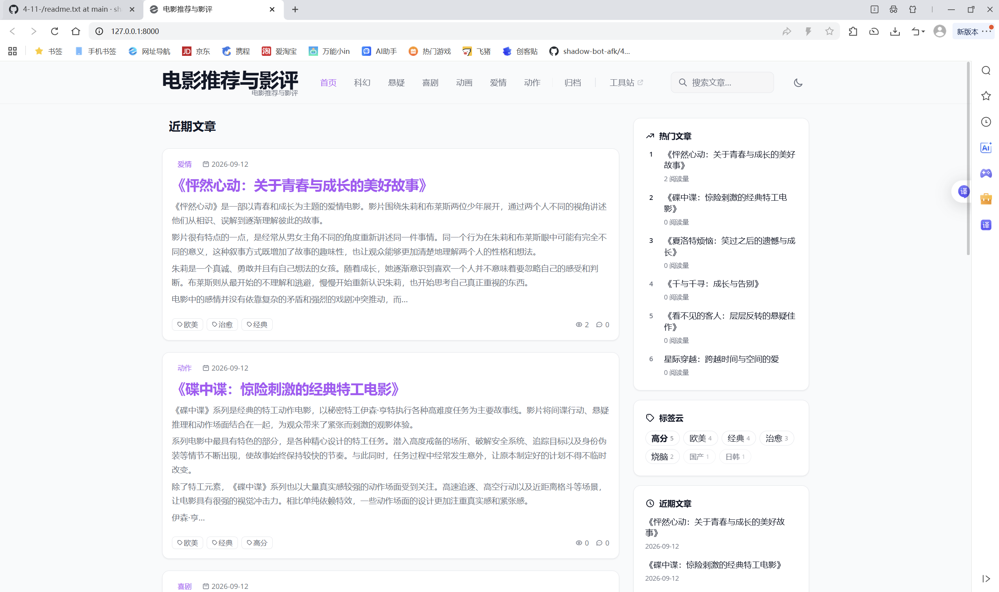 4-11-/readme.txt at main · sh
电影推荐与影评
2
127.0.0.1:8000
新版本
书签
手机书签
网址导航
JD 京东
携程
淘 爱淘宝
万能小in
AI助手
热门游戏
飞猪
创客贴
shadow-bot-afk/4...
电影推荐与影评
电影推荐与影评
首页
科幻
悬疑
喜剧
动画
爱情
动作
归档
工具站
搜索文章...
近期文章
爱情 2026-09-12
《怦然心动：关于青春与成长的美好故事》
《怦然心动》是一部以青春和成长为主题的爱情电影。影片围绕朱莉和布莱斯两位少年展开，通过两个人不同的视角讲述
他们从相识、误解到逐渐理解彼此的故事。
影片很有特点的一点，是经常从男女主角不同的角度重新讲述同一件事情。同一个行为在朱莉和布莱斯眼中可能有完全不
同的意义，这种叙事方式既增加了故事的趣味性，也让观众能够更加清楚地理解两个人的性格和想法。
朱莉是一个真诚、勇敢并且有自己想法的女孩。随着成长，她逐渐意识到喜欢一个人并不意味着要忽略自己的感受和判
断。布莱斯则从最开始的不理解和逃避，慢慢开始重新认识朱莉，也开始思考自己真正重视的东西。
电影中的感情并没有依靠复杂的矛盾和强烈的戏剧冲突推动，而...
欧美 治愈 经典
2 0
动作 2026-09-12
《碟中谍：惊险刺激的经典特工电影》
《碟中谍》系列是经典的特工动作电影，以秘密特工伊森·亨特执行各种高难度任务为主要故事线。影片将间谍行动、悬疑
推理和动作场面结合在一起，为观众带来了紧张而刺激的观影体验。
系列电影中最具有特色的部分，是各种精心设计的特工任务。潜入高度戒备的场所、破解安全系统、追踪目标以及身份伪
装等情节不断出现，使故事始终保持较快的节奏。与此同时，任务过程中经常发生意外，让原本制定好的计划不得不临时
改变。
除了特工元素，《碟中谍》系列也以大量真实感较强的动作场面受到关注。高速追逐、高空行动以及近距离格斗等场景，
让电影具有很强的视觉冲击力。相比单纯依赖特效，一些动作场面的设计更加注重真实感和紧张感。
伊森·亨...
欧美 经典 高分
0 0
喜剧 2026-09-12
热门文章
1 《怦然心动：关于青春与成长的美好
故事》
2 阅读量
2 《碟中谍：惊险刺激的经典特工电
影》
0 阅读量
3 《夏洛特烦恼：笑过之后的遗憾与成
长》
0 阅读量
4 《千与千寻：成长与告别》
0 阅读量
5 《看不见的客人：层层反转的悬疑佳
作》
0 阅读量
6 星际穿越：跨越时间与空间的爱
0 阅读量
标签云
高分 5 欧美 4 经典 4 治愈 3
烧脑 2 国产 1 日韩 1
近期文章
《怦然心动：关于青春与成长的美好故
事》
2026-09-12
《碟中谍：惊险刺激的经典特工电影》
2026-09-12
AI
译
译